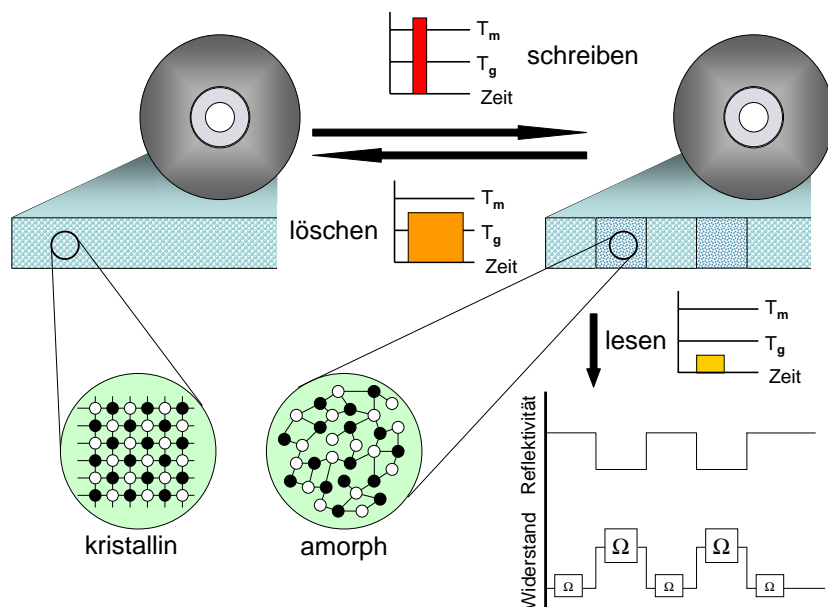 Tm
schreiben
Tg
Zeit
löschen
Tm
Tg
Zeit
lesen
Tm
Tg
Zeit
kristallin
amorph
Reflektivität
Widerstand
Ω
Ω
Ω
Ω
Ω